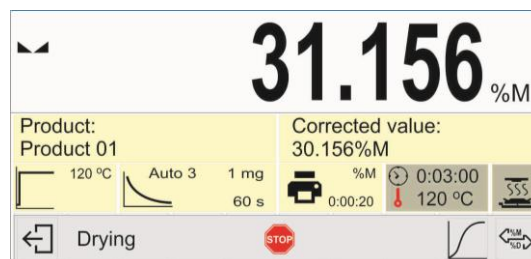 31.156 %M
Product: Corrected value:
Product 01 30.156%M
120 ºC Auto 3 1 mg %M 0:03:00
60 s 0:00:20 120 ºC
Drying STOP %M
%D